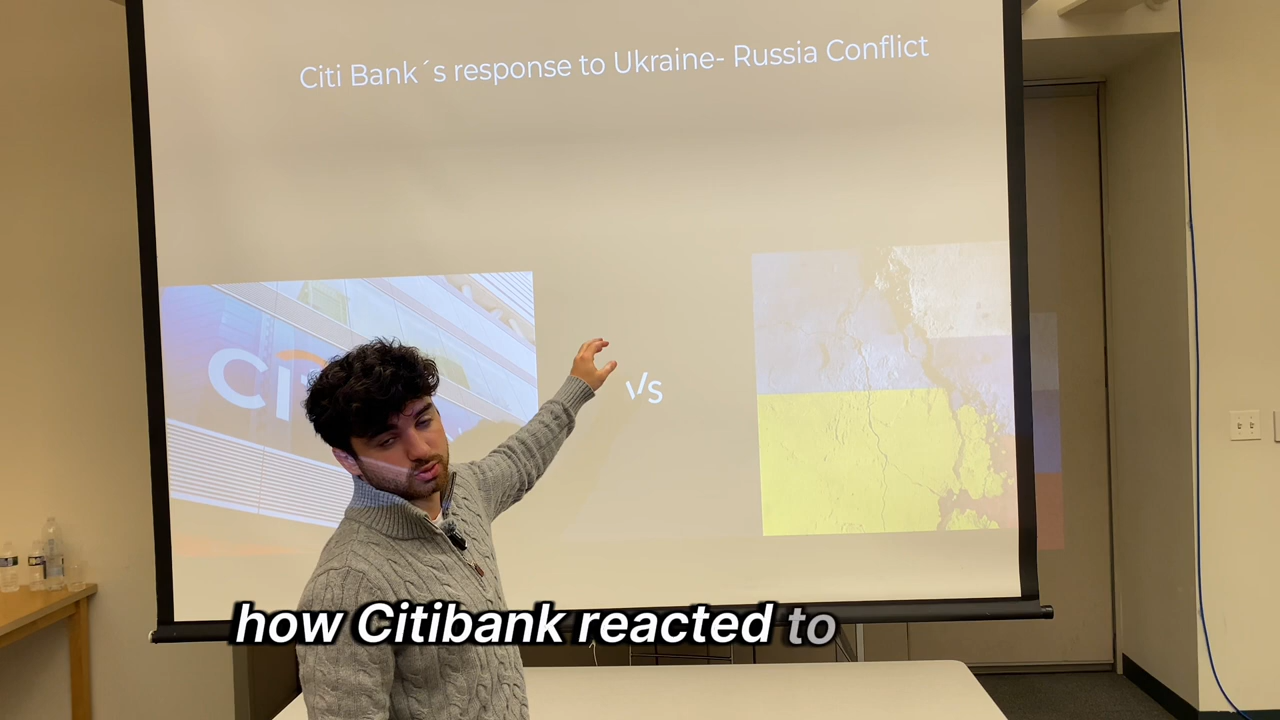 Citi Bank´s response to Ukraine- Russia Conflict
vs
how Citibank reacted to